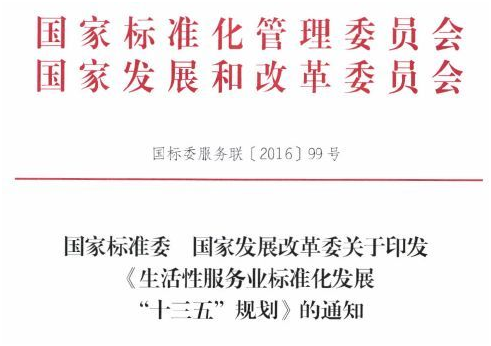 国家标准化管理委员会
国家发展和改革委员会
国标委服务联〔2016〕99号
国家标准委　国家发展改革委关于印发
《生活性服务业标准化发展
“十三五”规划》的通知